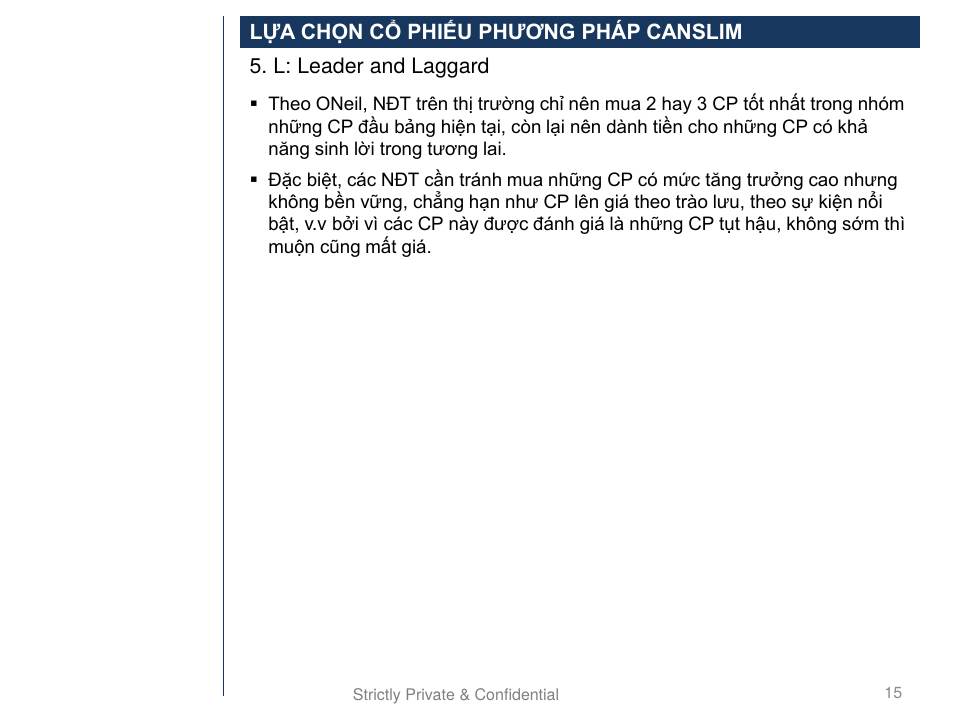 LỰA CHỌN CỔ PHIẾU PHƯƠNG PHÁP CANSLIM
5. L: Leader and Laggard
▪ Theo ONeil, NĐT trên thị trường chỉ nên mua 2 hay 3 CP tốt nhất trong nhóm
những CP đầu bảng hiện tại, còn lại nên dành tiền cho những CP có khả
năng sinh lời trong tương lai.
▪ Đặc biệt, các NĐT cần tránh mua những CP có mức tăng trưởng cao nhưng
không bền vững, chẳng hạn như CP lên giá theo trào lưu, theo sự kiện nổi
bật, v.v bởi vì các CP này được đánh giá là những CP tụt hậu, không sớm thì
muộn cũng mất giá.
Strictly Private & Confidential
15